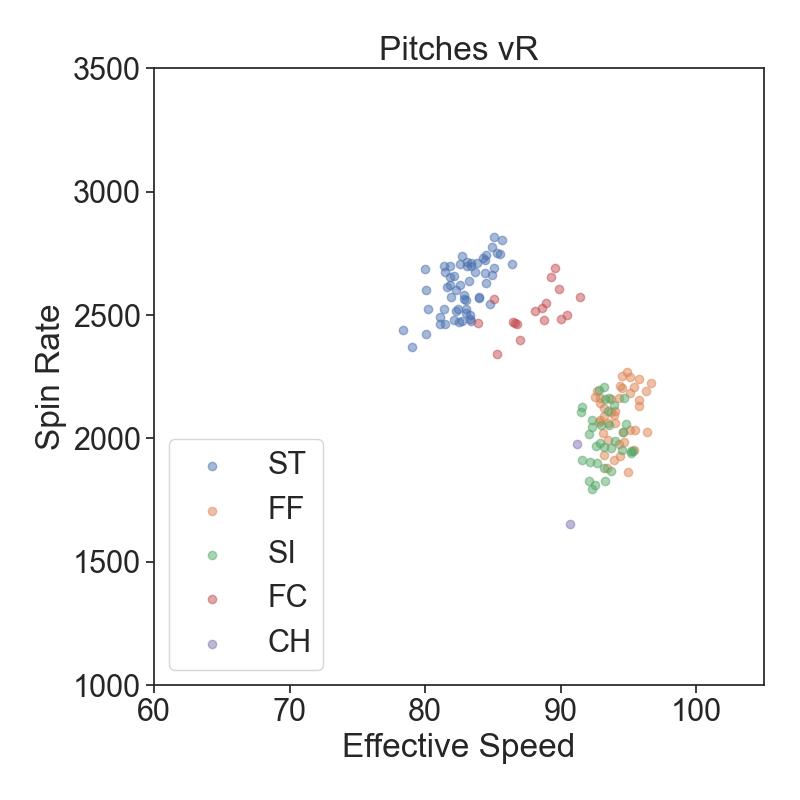 Pitches vR
3500
3000
2500
2000
1500
1000
Spin Rate
ST
FF
SI
FC
CH
60 70 80 90 100
Effective Speed